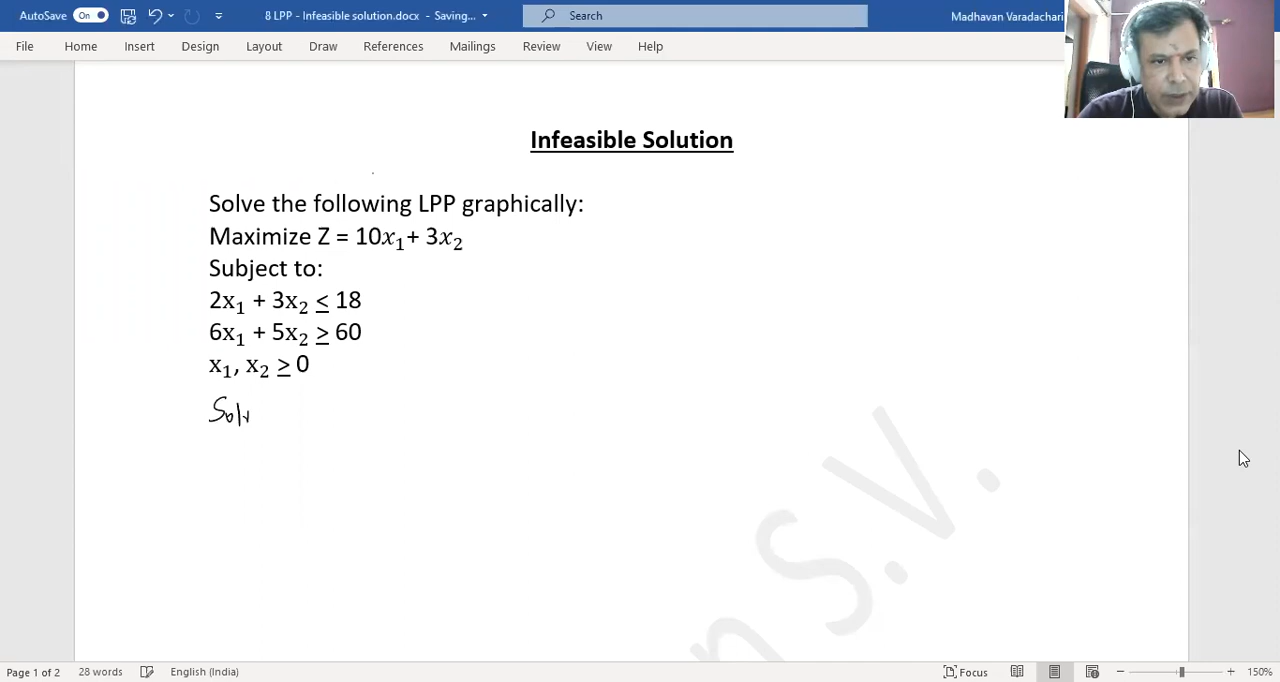 AutoSave On 8 LPP - Infeasible solution.docx - Saving... Search Madhavan Varadachari
File Home Insert Design Layout Draw References Mailings Review View Help
Infeasible Solution
Solve the following LPP graphically:
Maximize Z = 10x₁+ 3x₂
Subject to:
2x₁ + 3x₂ ≤ 18
6x₁ + 5x₂ ≥ 60
x₁, x₂ ≥ 0
Soln
n S.V.
Page 1 of 2 28 words English (India) Focus 150%